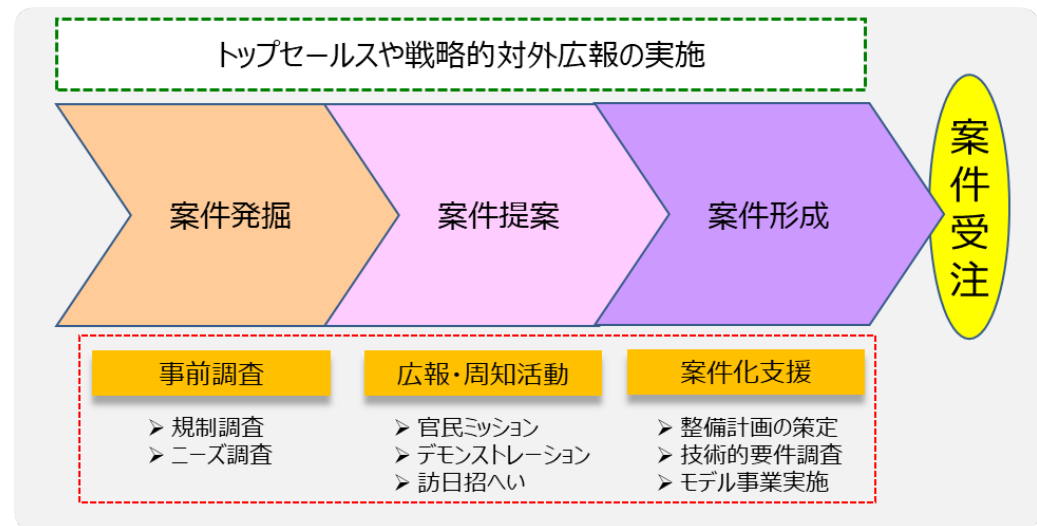 トップセールスや戦略的対外広報の実施
案件発掘
案件提案
案件形成
案件受注
事前調査
➢ 規制調査
➢ ニーズ調査
広報・周知活動
➢ 官民ミッション
➢ デモンストレーション
➢ 訪日招へい
案件化支援
➢ 整備計画の策定
➢ 技術的要件調査
➢ モデル事業実施